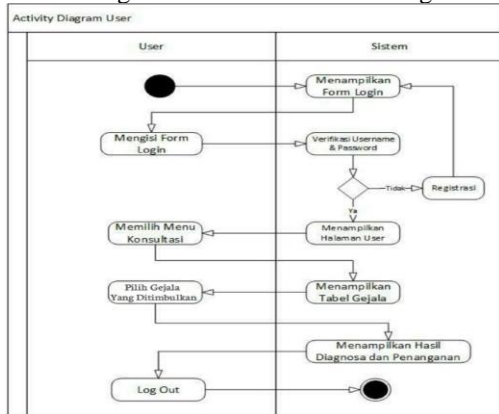 Activity Diagram User
User
Sistem
Menampilkan
Form Login
Mengisi Form
Login
Verifikasi Username
& Password
Tidak
Registrasi
Ya
Menampilkan
Halaman User
Memilih Menu
Konsultasi
Menampilkan
Tabel Gejala
Pilih Gejala
Yang Ditimbulkan
Menampilkan Hasil
Diagnosa dan Penanganan
Log Out